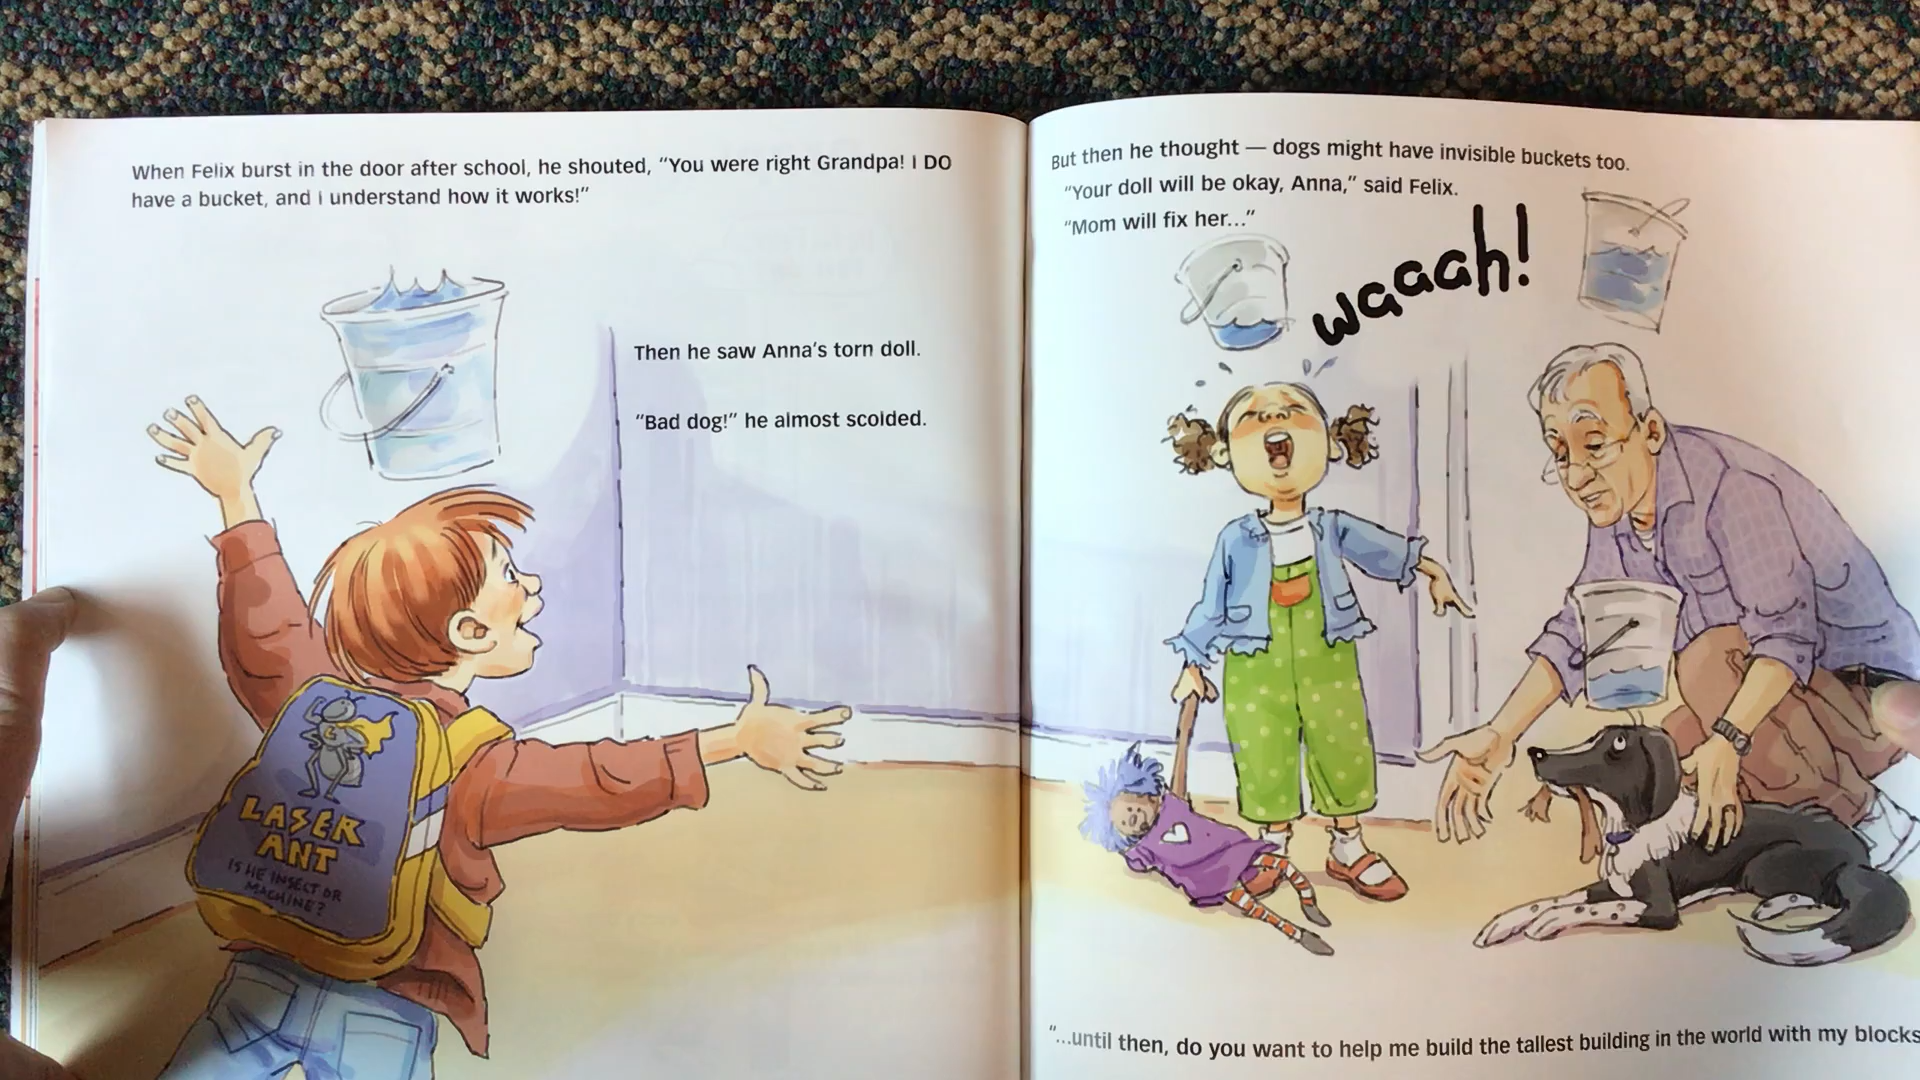 When Felix burst in the door after school, he shouted, “You were right Grandpa! I DO
have a bucket, and I understand how it works!”
Then he saw Anna’s torn doll.
“Bad dog!” he almost scolded.
LASER
ANT
IS HE INSECT OR
MACHINE?
But then he thought — dogs might have invisible buckets too.
“Your doll will be okay, Anna,” said Felix.
“Mom will fix her...”
waaah!
“...until then, do you want to help me build the tallest building in the world with my blocks